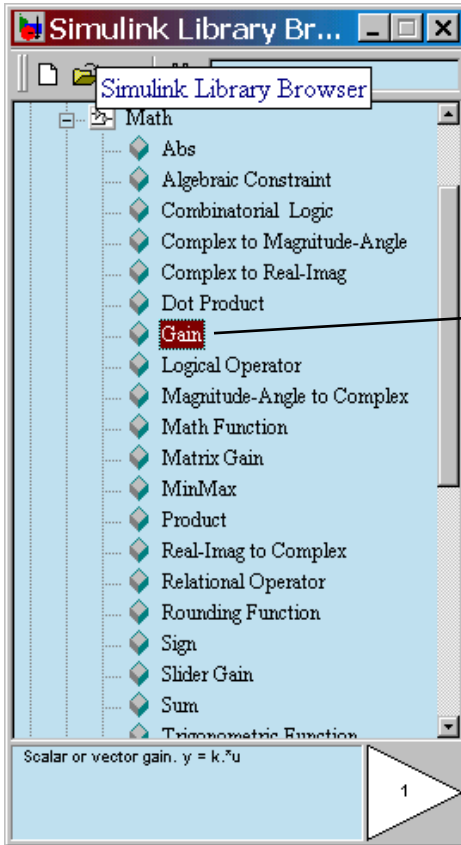 Simulink Library Br...
Simulink Library Browser
Math
Abs
Algebraic Constraint
Combinatorial Logic
Complex to Magnitude-Angle
Complex to Real-Imag
Dot Product
Gain
Logical Operator
Magnitude-Angle to Complex
Math Function
Matrix Gain
MinMax
Product
Real-Imag to Complex
Relational Operator
Rounding Function
Sign
Slider Gain
Sum
Trigonometric Function
Scalar or vector gain. y = k.*u
1